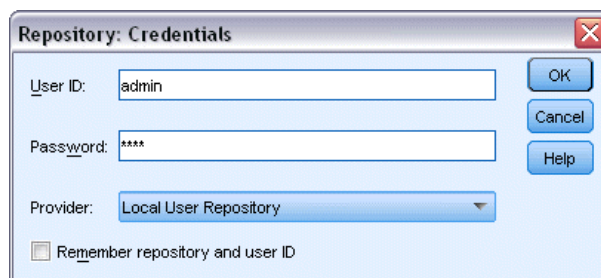 Repository: Credentials
User ID:
admin
OK
Cancel
Password:
****
Help
Provider:
Local User Repository
Remember repository and user ID